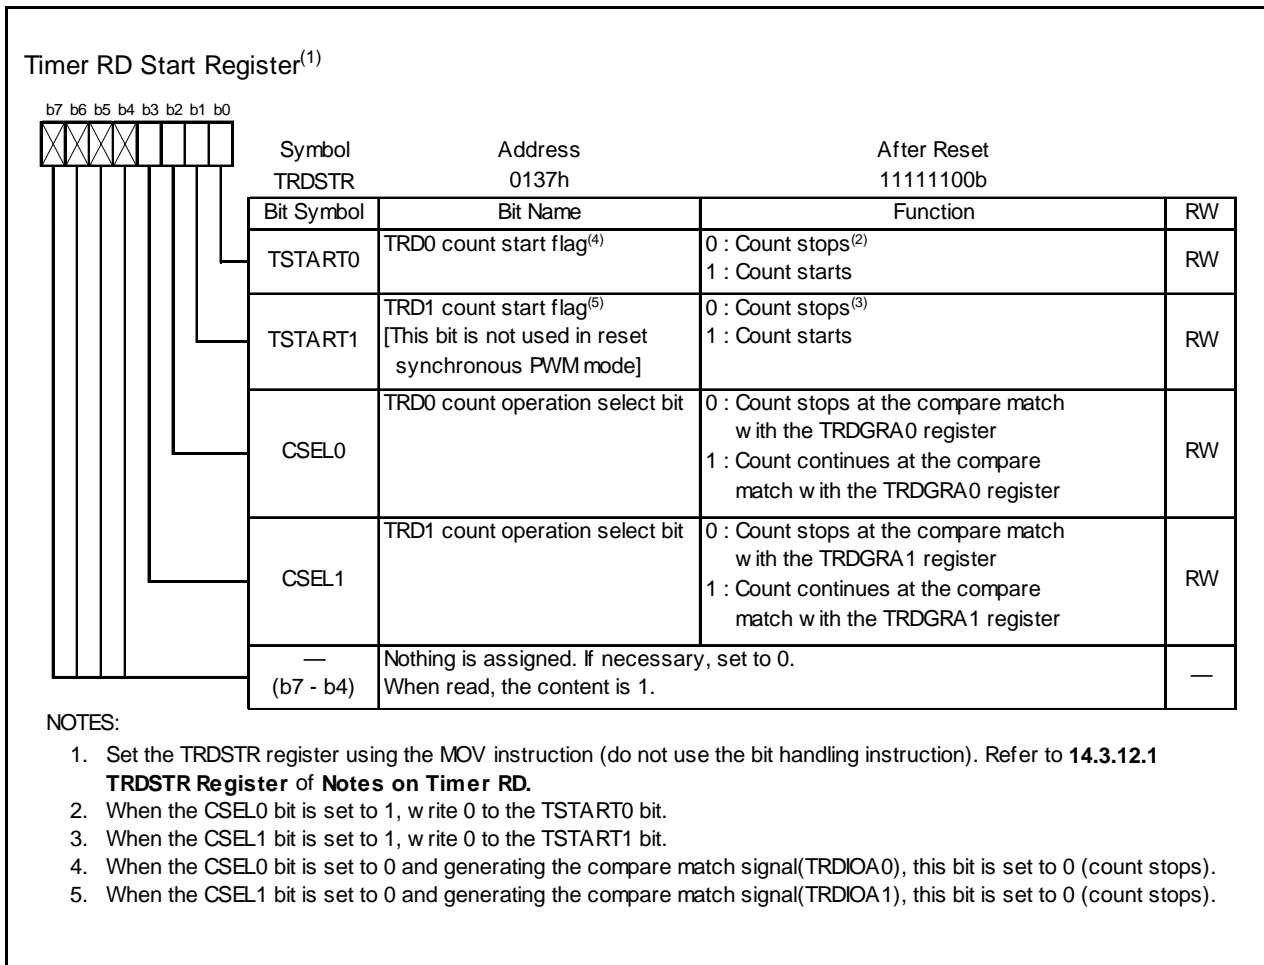 Timer RD Start Register(1)
b7 b6 b5 b4 b3 b2 b1 b0
Symbol Address After Reset
TRDSTR 0137h 11111100b
Bit Symbol Bit Name Function RW
TSTART0 TRD0 count start flag(4) 0 : Count stops(2) RW
1 : Count starts
TSTART1 TRD1 count start flag(5) 0 : Count stops(3) RW
[This bit is not used in reset 1 : Count starts
synchronous PWM mode]
CSEL0 TRD0 count operation select bit 0 : Count stops at the compare match RW
with the TRDGRA0 register
1 : Count continues at the compare
match with the TRDGRA0 register
CSEL1 TRD1 count operation select bit 0 : Count stops at the compare match RW
with the TRDGRA1 register
1 : Count continues at the compare
match with the TRDGRA1 register
— Nothing is assigned. If necessary, set to 0. —
(b7 - b4) When read, the content is 1.
NOTES:
1. Set the TRDSTR register using the MOV instruction (do not use the bit handling instruction). Refer to 14.3.12.1
TRDSTR Register of Notes on Timer RD.
2. When the CSEL0 bit is set to 1, write 0 to the TSTART0 bit.
3. When the CSEL1 bit is set to 1, write 0 to the TSTART1 bit.
4. When the CSEL0 bit is set to 0 and generating the compare match signal(TRDIOA0), this bit is set to 0 (count stops).
5. When the CSEL1 bit is set to 0 and generating the compare match signal(TRDIOA1), this bit is set to 0 (count stops).